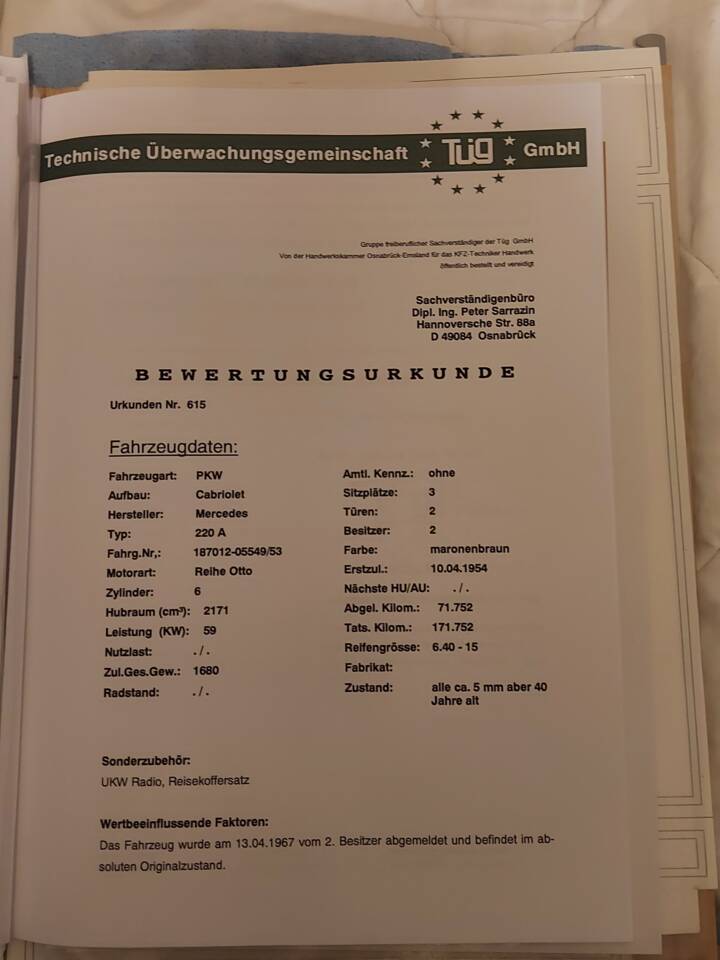 Technische Überwachungsgemeinschaft Tüg GmbH
Gruppe freiberuflicher Sachverständiger der Tüg GmbH
Von der Handwerkskammer Osnabrück-Emsland für das KFZ-Techniker Handwerk
öffentlich bestellt und vereidigt
Sachverständigenbüro
Dipl. Ing. Peter Sarrazin
Hannoversche Str. 88a
D 49084 Osnabrück
BEWERTUNGSURKUNDE
Urkunden Nr. 615
Fahrzeugdaten:
Fahrzeugart: PKW
Aufbau: Cabriolet
Hersteller: Mercedes
Typ: 220 A
Fahrg.Nr,: 187012-05549/53
Motorart: Reihe Otto
Zylinder: 6
Hubraum (cm³): 2171
Leistung (KW): 59
Nutzlast: . / .
Zul.Ges.Gew.: 1680
Radstand: . / .
Amtl. Kennz.: ohne
Sitzplätze: 3
Türen: 2
Besitzer: 2
Farbe: maronenbraun
Erstzul.: 10.04.1954
Nächste HU/AU: . / .
Abgel. Kilom.: 71.752
Tats. Kilom.: 171.752
Reifengrösse: 6.40 - 15
Fabrikat:
Zustand: alle ca. 5 mm aber 40
Jahre alt
Sonderzubehör:
UKW Radio, Reisekoffersatz
Wertbeeinflussende Faktoren:
Das Fahrzeug wurde am 13.04.1967 vom 2. Besitzer abgemeldet und befindet im ab-
soluten Originalzustand.